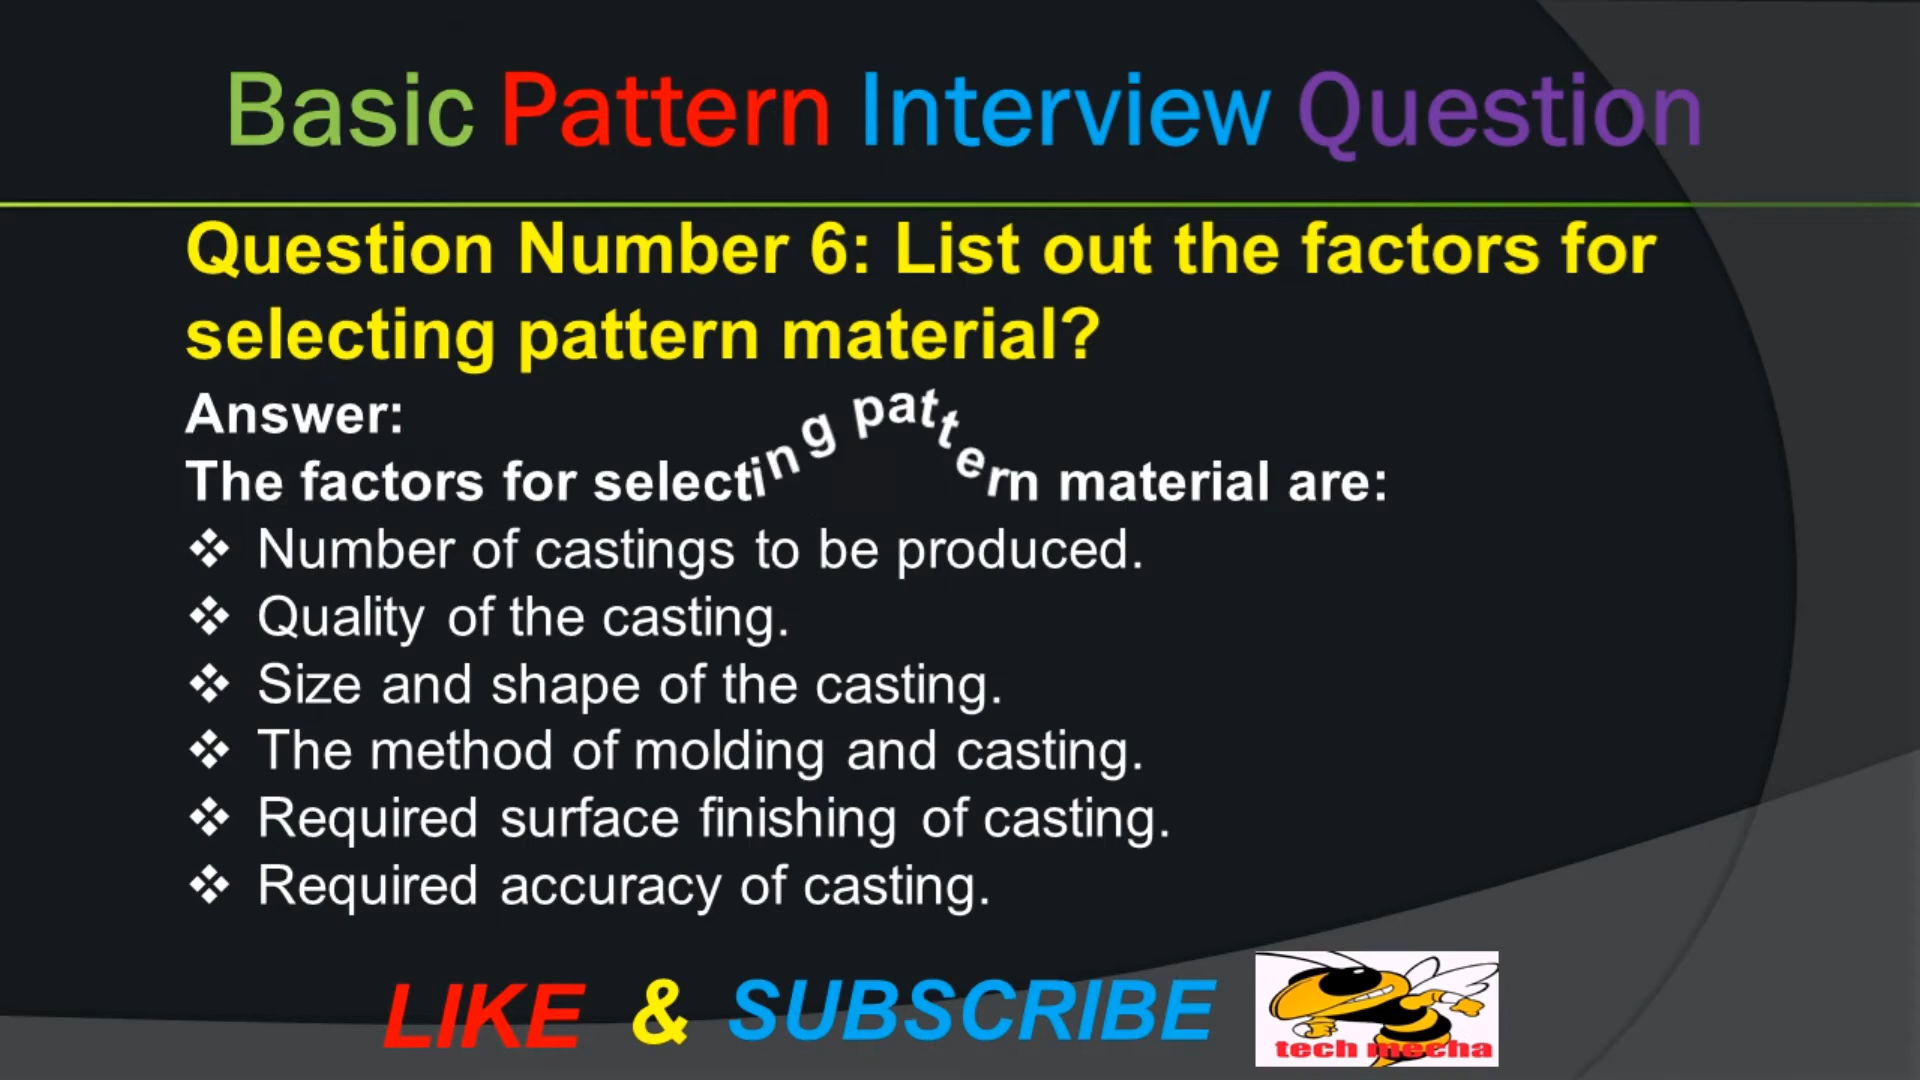 Basic Pattern Interview Question
Question Number 6: List out the factors for
selecting pattern material?
Answer:
The factors for selecting pattern material are:
❖ Number of castings to be produced.
❖ Quality of the casting.
❖ Size and shape of the casting.
❖ The method of molding and casting.
❖ Required surface finishing of casting.
❖ Required accuracy of casting.
LIKE & SUBSCRIBE
tech mecha